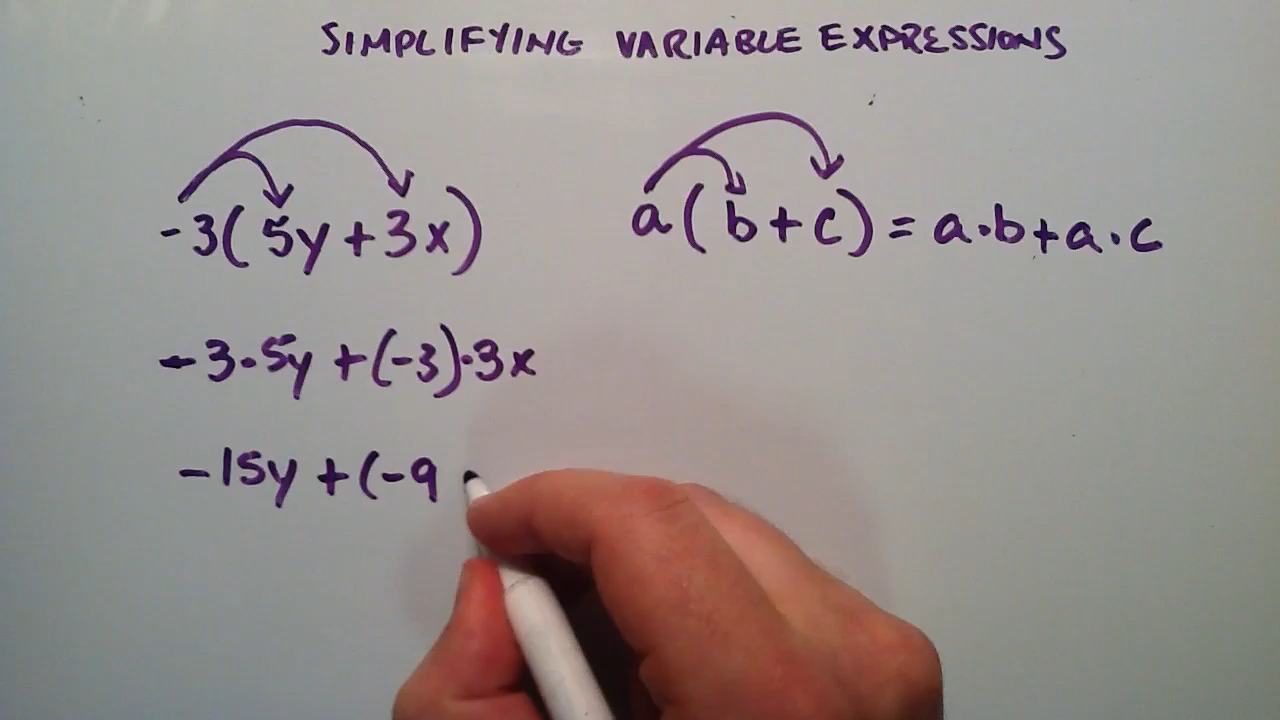 SIMPLIFYING VARIABLE EXPRESSIONS
-3(5y+3x)
a(b+c)=a·b+a·c
-3·5y+(-3)·3x
-15y+(-9